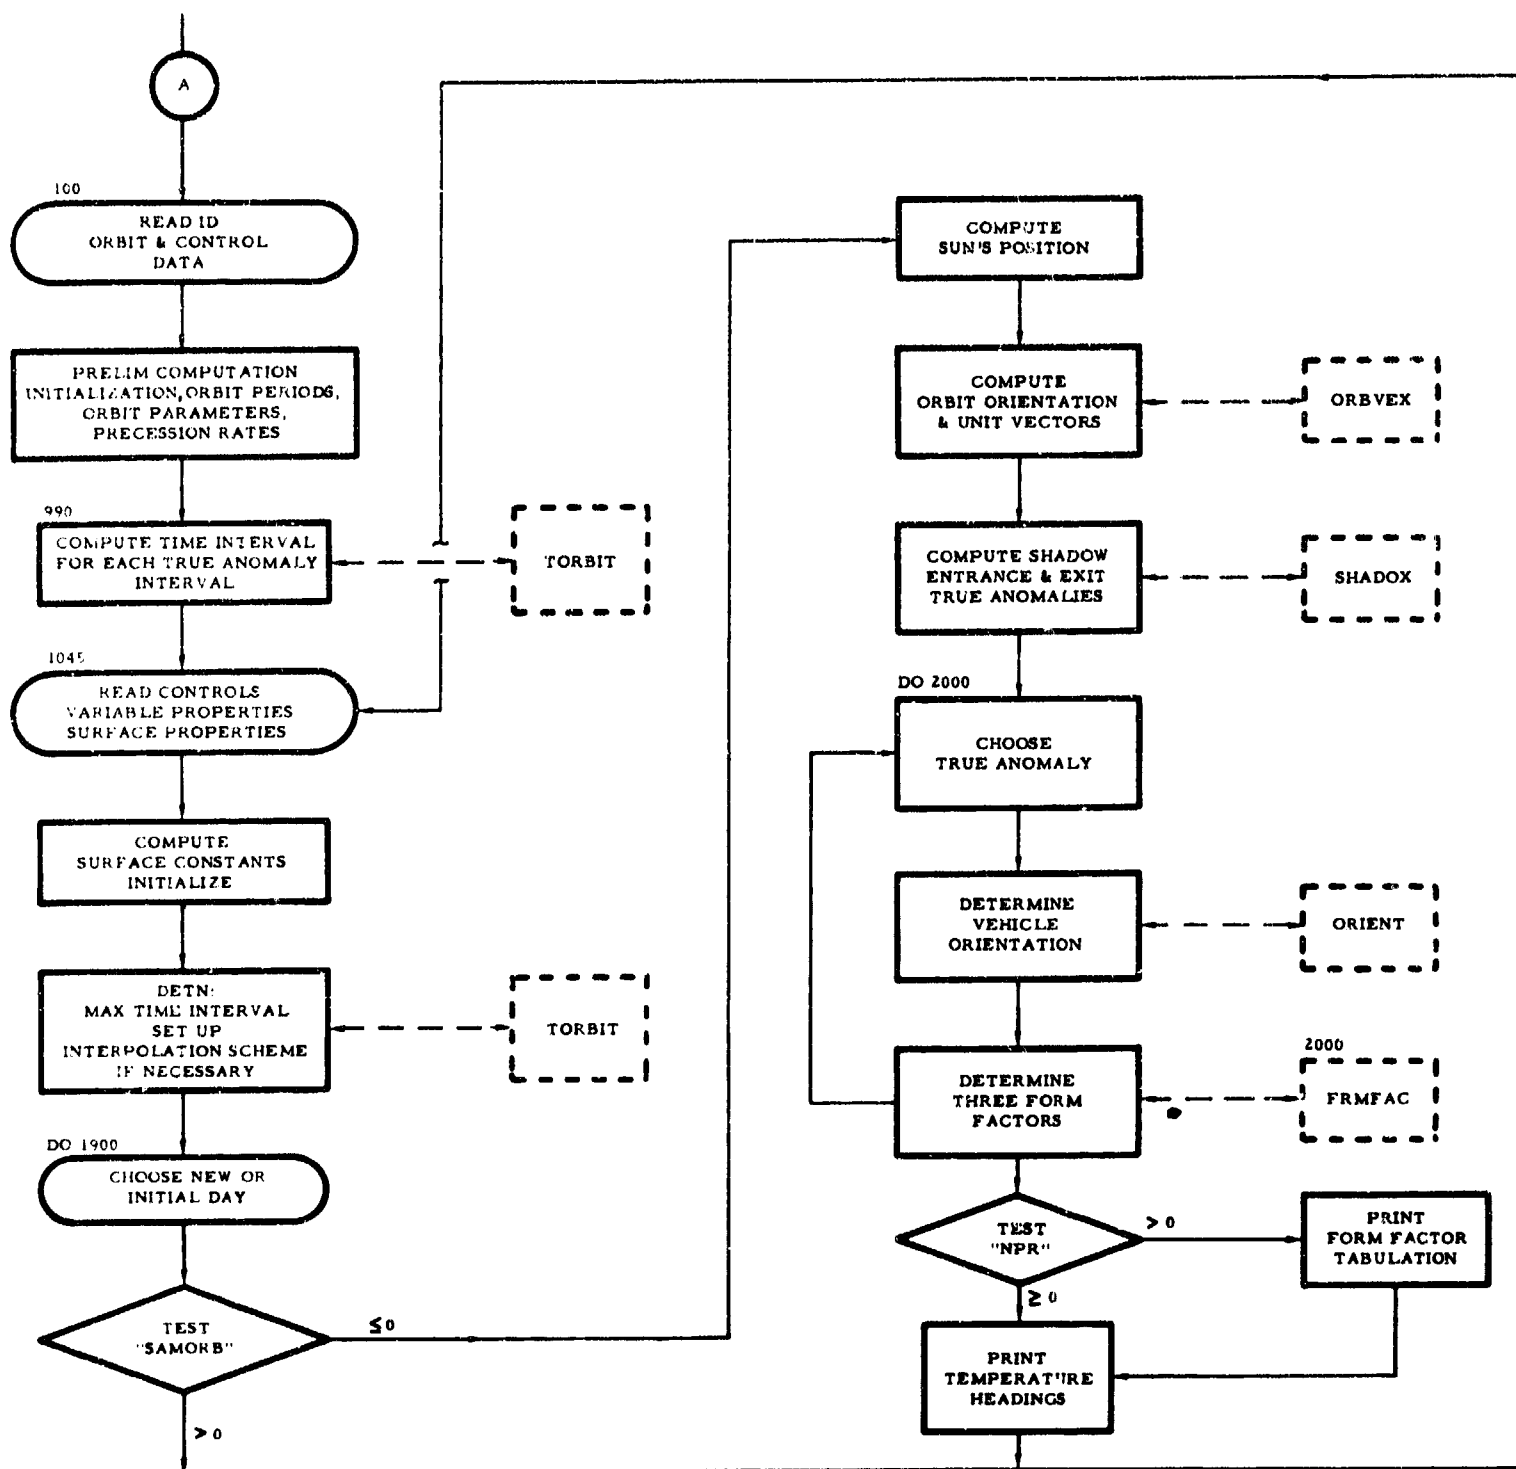 A
100
READ ID
ORBIT & CONTROL
DATA
PRELIM COMPUTATION
INITIALIZATION, ORBIT PERIODS,
ORBIT PARAMETERS,
PRECESSION RATES
990
COMPUTE TIME INTERVAL
FOR EACH TRUE ANOMALY
INTERVAL
TORBIT
1045
READ CONTROLS
VARIABLE PROPERTIES
SURFACE PROPERTIES
COMPUTE
SURFACE CONSTANTS
INITIALIZE
DETN:
MAX TIME INTERVAL
SET UP
INTERPOLATION SCHEME
IF NECESSARY
TORBIT
DO 1900
CHOOSE NEW OR
INITIAL DAY
TEST
"SAMORB"
≤ 0
> 0
COMPUTE
SUN'S POSITION
COMPUTE
ORBIT ORIENTATION
& UNIT VECTORS
ORBVEX
COMPUTE SHADOW
ENTRANCE & EXIT
TRUE ANOMALIES
SHADOX
DO 2000
CHOOSE
TRUE ANOMALY
DETERMINE
VEHICLE
ORIENTATION
ORIENT
DETERMINE
THREE FORM
FACTORS
2000
FRMFAC
TEST
"NPR"
> 0
≥ 0
PRINT
FORM FACTOR
TABULATION
PRINT
TEMPERATURE
HEADINGS